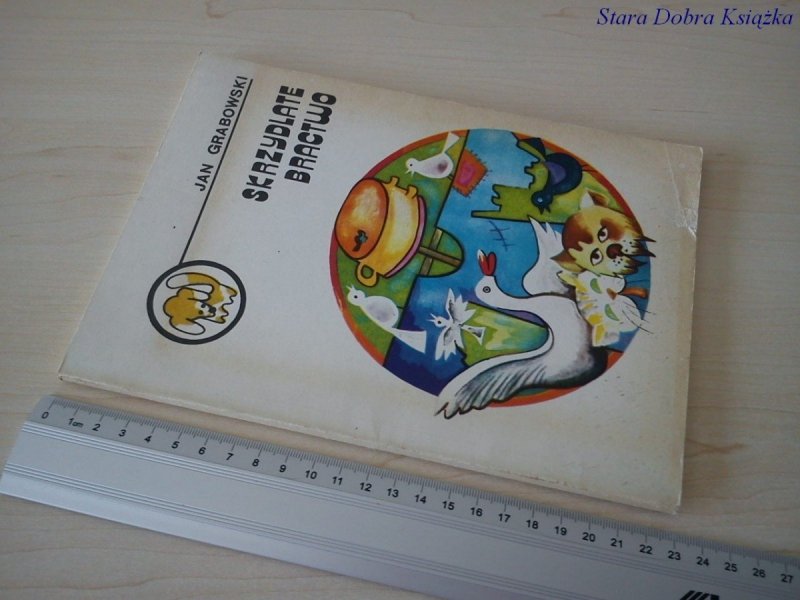 Stara Dobra Książka
JAN GRABOWSKI
SKRZYDLATE
BRACTWO
0 1cm 2 3 4 5 6 7 8 9 10 11 12 13 14 15 16 17 18 19 20 21 22 23 24 25 26 27